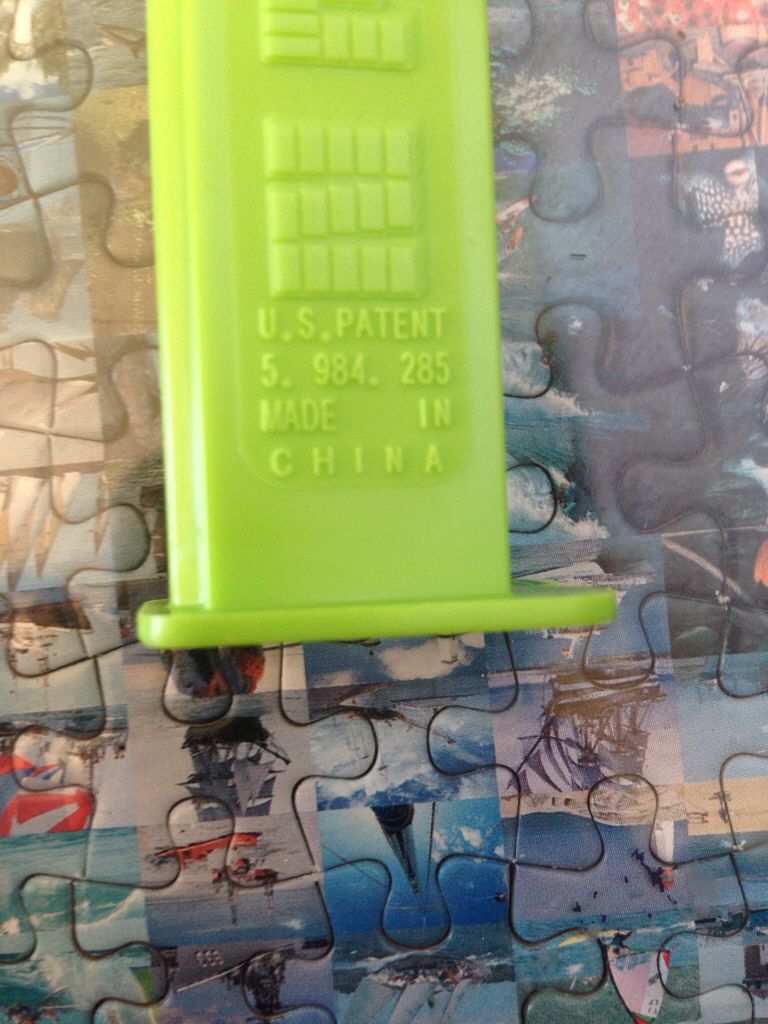 U.S.PATENT
5. 984. 285
MADE IN
CHINA